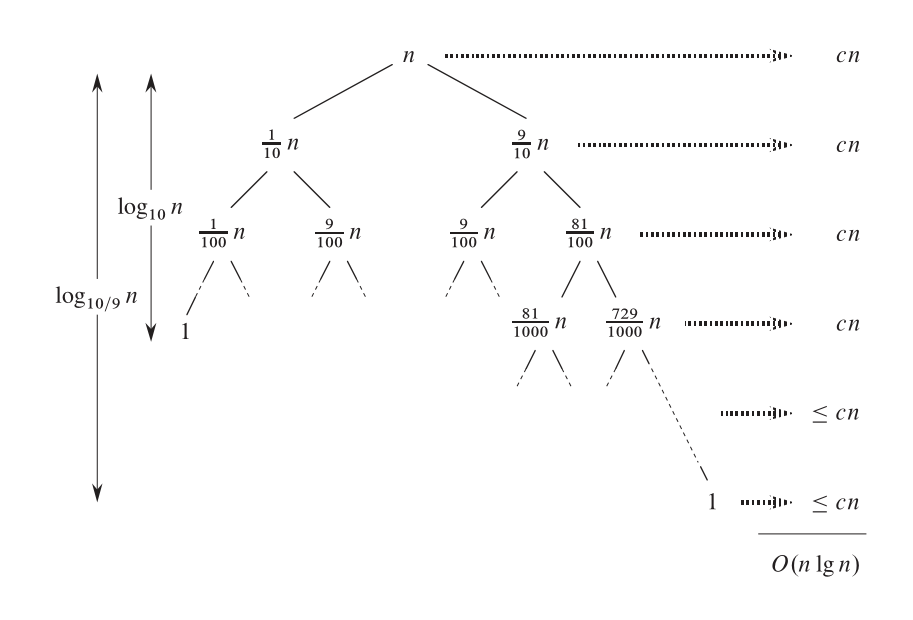 n cn
1/10 n 9/10 n cn
log₁₀ n
1/100 n 9/100 n 9/100 n 81/100 n cn
log₁₀/₉ n
1 81/1000 n 729/1000 n cn
≤ cn
1 ≤ cn
O(n lg n)